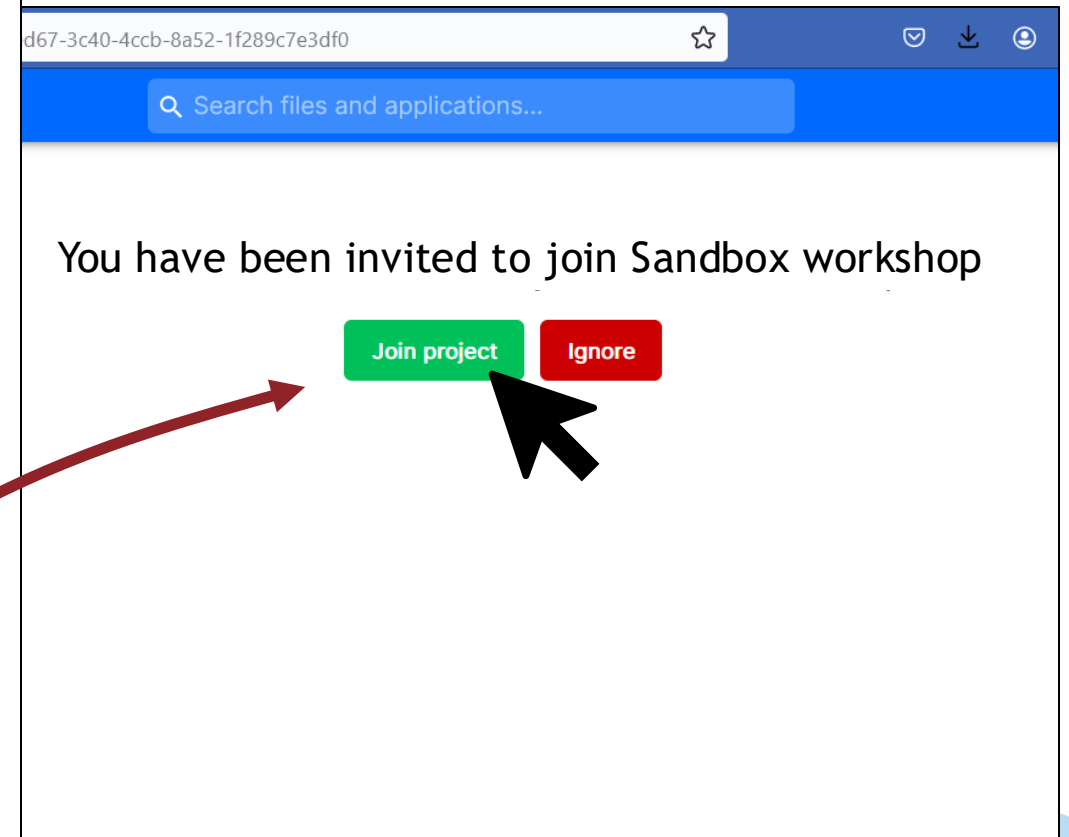 d67-3c40-4ccb-8a52-1f289c7e3df0
Search files and applications...
You have been invited to join Sandbox workshop
Join project Ignore